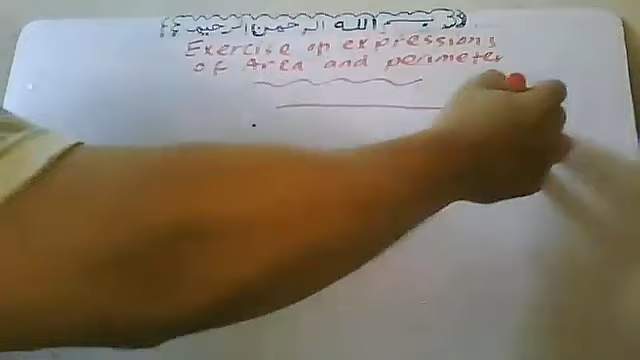 بسم الله الرحمن الرحيم
Exercise on expressions
of Area and perimeter